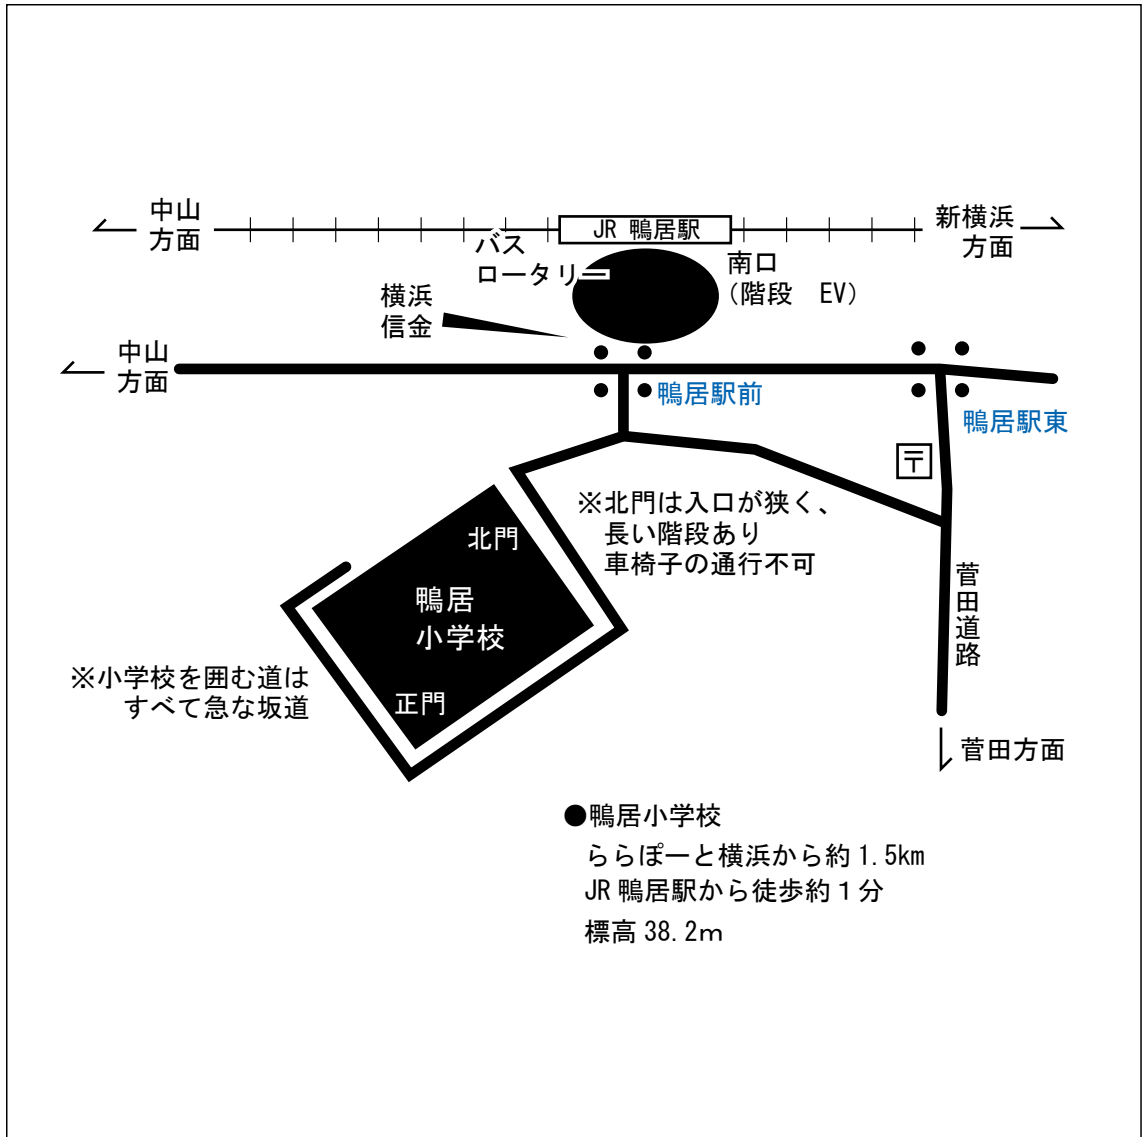 中山
方面
JR 鴨居駅
新横浜
方面
バス
ロータリー
南口
（階段　EV）
横浜
信金
中山
方面
鴨居駅前
鴨居駅東
〒
※北門は入口が狭く、
長い階段あり
車椅子の通行不可
北門
鴨居
小学校
正門
菅田道路
※小学校を囲む道は
すべて急な坂道
菅田方面
●鴨居小学校
ららぽーと横浜から約 1.5km
JR 鴨居駅から徒歩約１分
標高 38.2ｍ